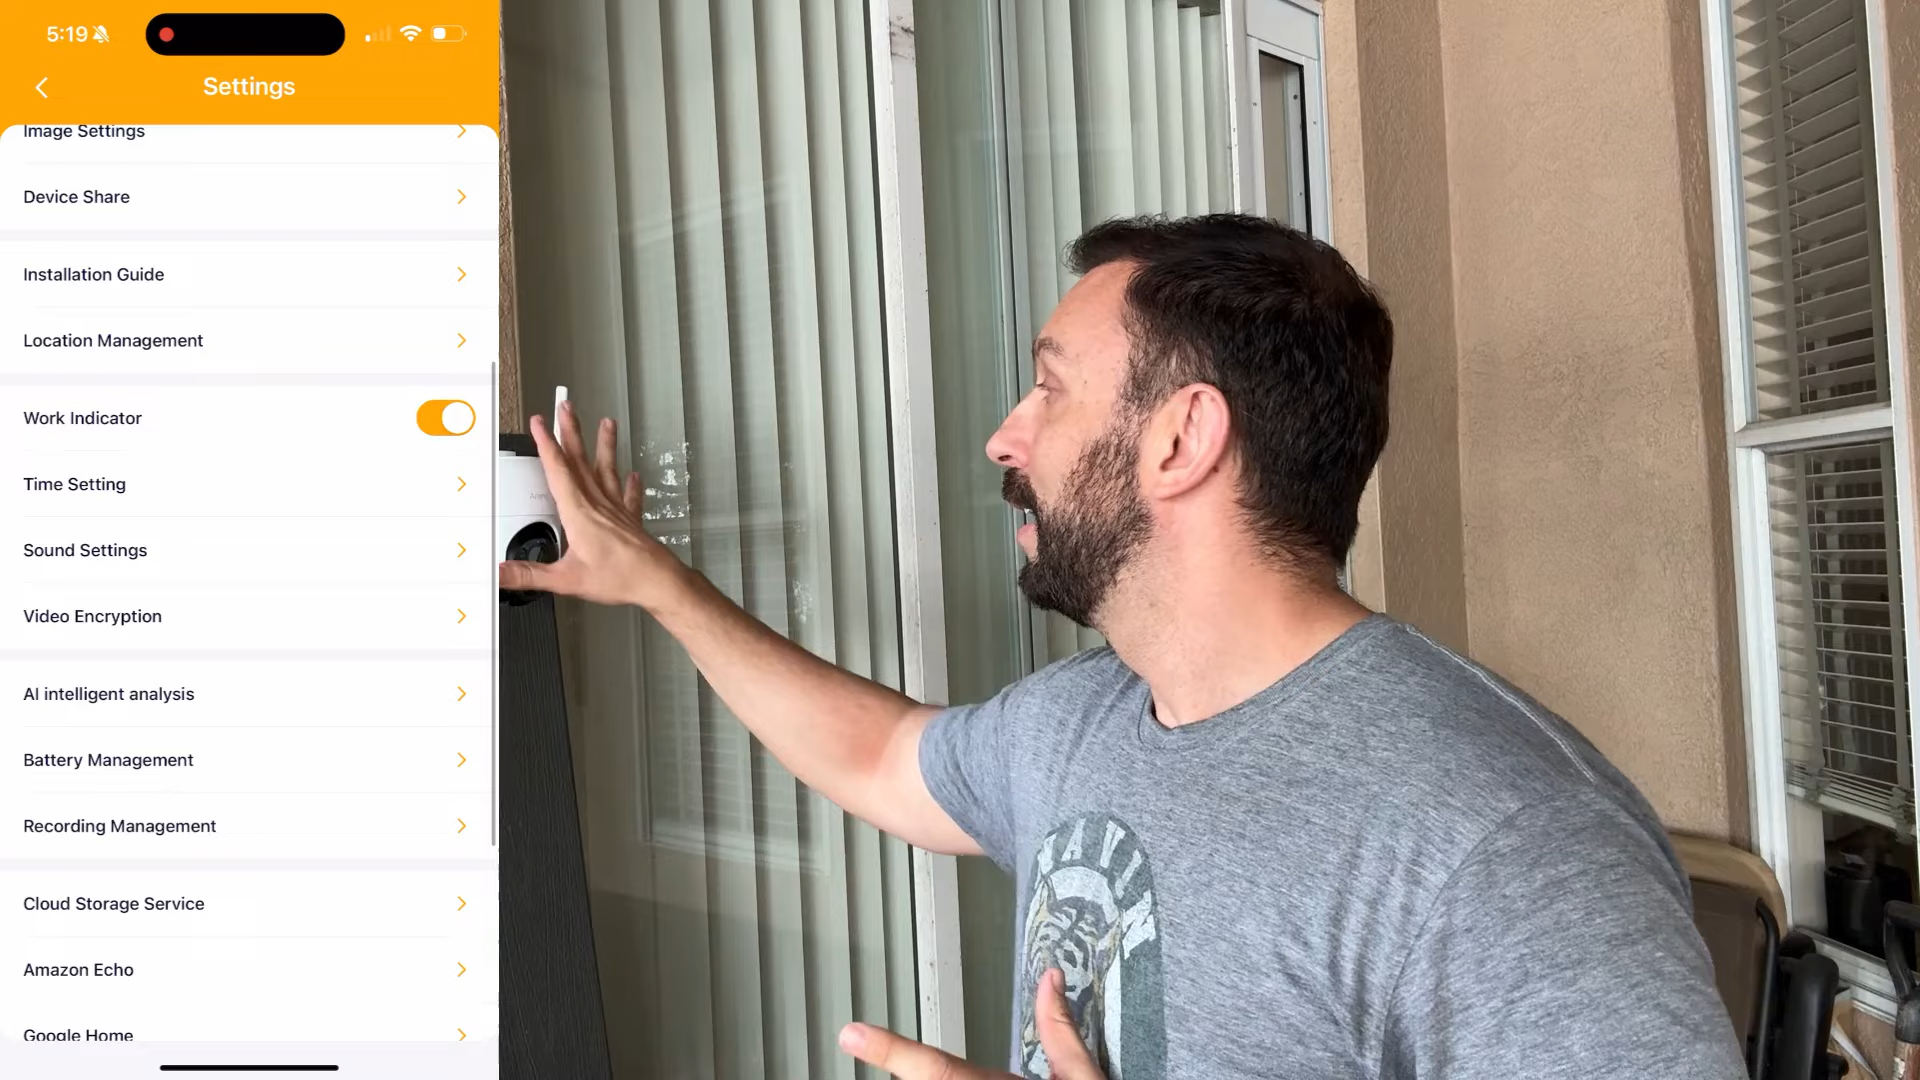 5:19
Settings
Image Settings
Device Share
Installation Guide
Location Management
Work Indicator
Time Setting
Sound Settings
Video Encryption
AI intelligent analysis
Battery Management
Recording Management
Cloud Storage Service
Amazon Echo
Google Home